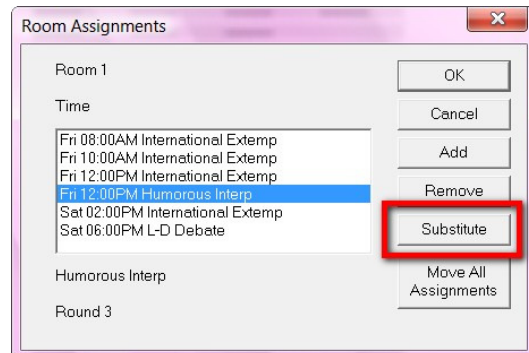 Room Assignments
Room 1
Time
Fri 08:00AM International Extemp
Fri 10:00AM International Extemp
Fri 12:00PM International Extemp
Fri 12:00PM Humorous Interp
Sat 02:00PM International Extemp
Sat 06:00PM L-D Debate
Humorous Interp
Round 3
OK
Cancel
Add
Remove
Substitute
Move All
Assignments